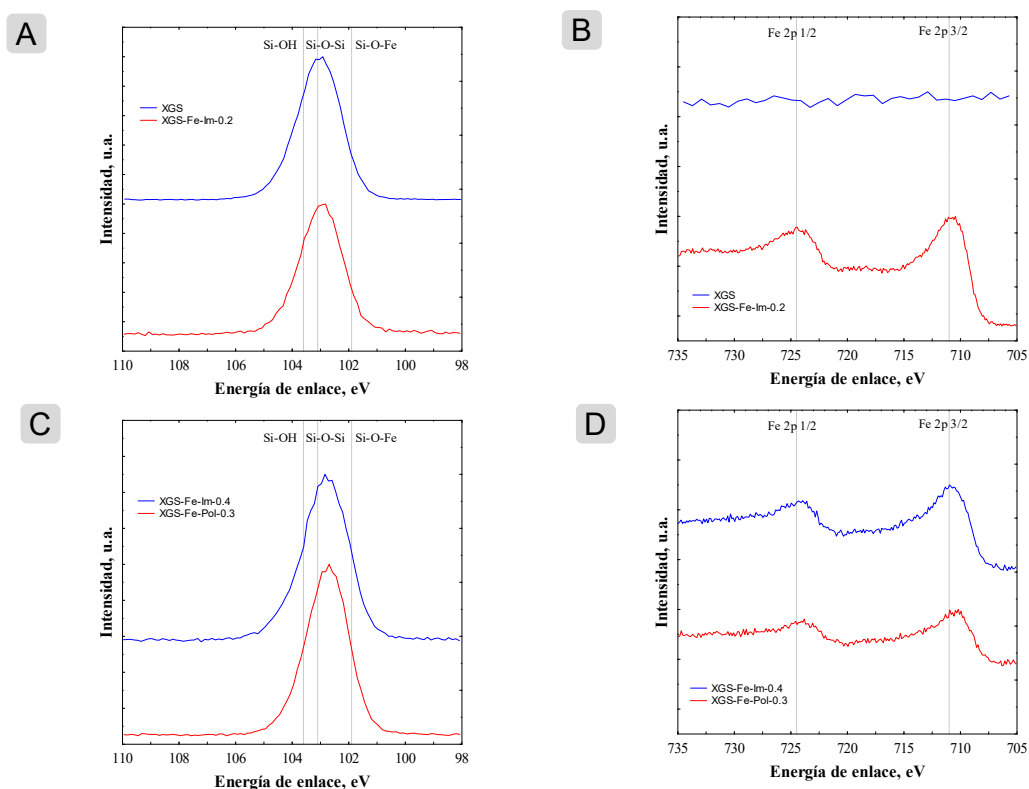 A
Si-OH Si-O-Si Si-O-Fe
XGS
XGS-Fe-Im-0.2
Intensidad, u.a.
110 108 106 104 102 100 98
Energía de enlace, eV
B
Fe 2p 1/2 Fe 2p 3/2
XGS
XGS-Fe-Im-0.2
Intensidad, u.a.
735 730 725 720 715 710 705
Energía de enlace, eV
C
Si-OH Si-O-Si Si-O-Fe
XGS-Fe-Im-0.4
XGS-Fe-Pol-0.3
Intensidad, u.a.
110 108 106 104 102 100 98
Energía de enlace, eV
D
Fe 2p 1/2 Fe 2p 3/2
XGS-Fe-Im-0.4
XGS-Fe-Pol-0.3
Intensidad, u.a.
735 730 725 720 715 710 705
Energía de enlace, eV